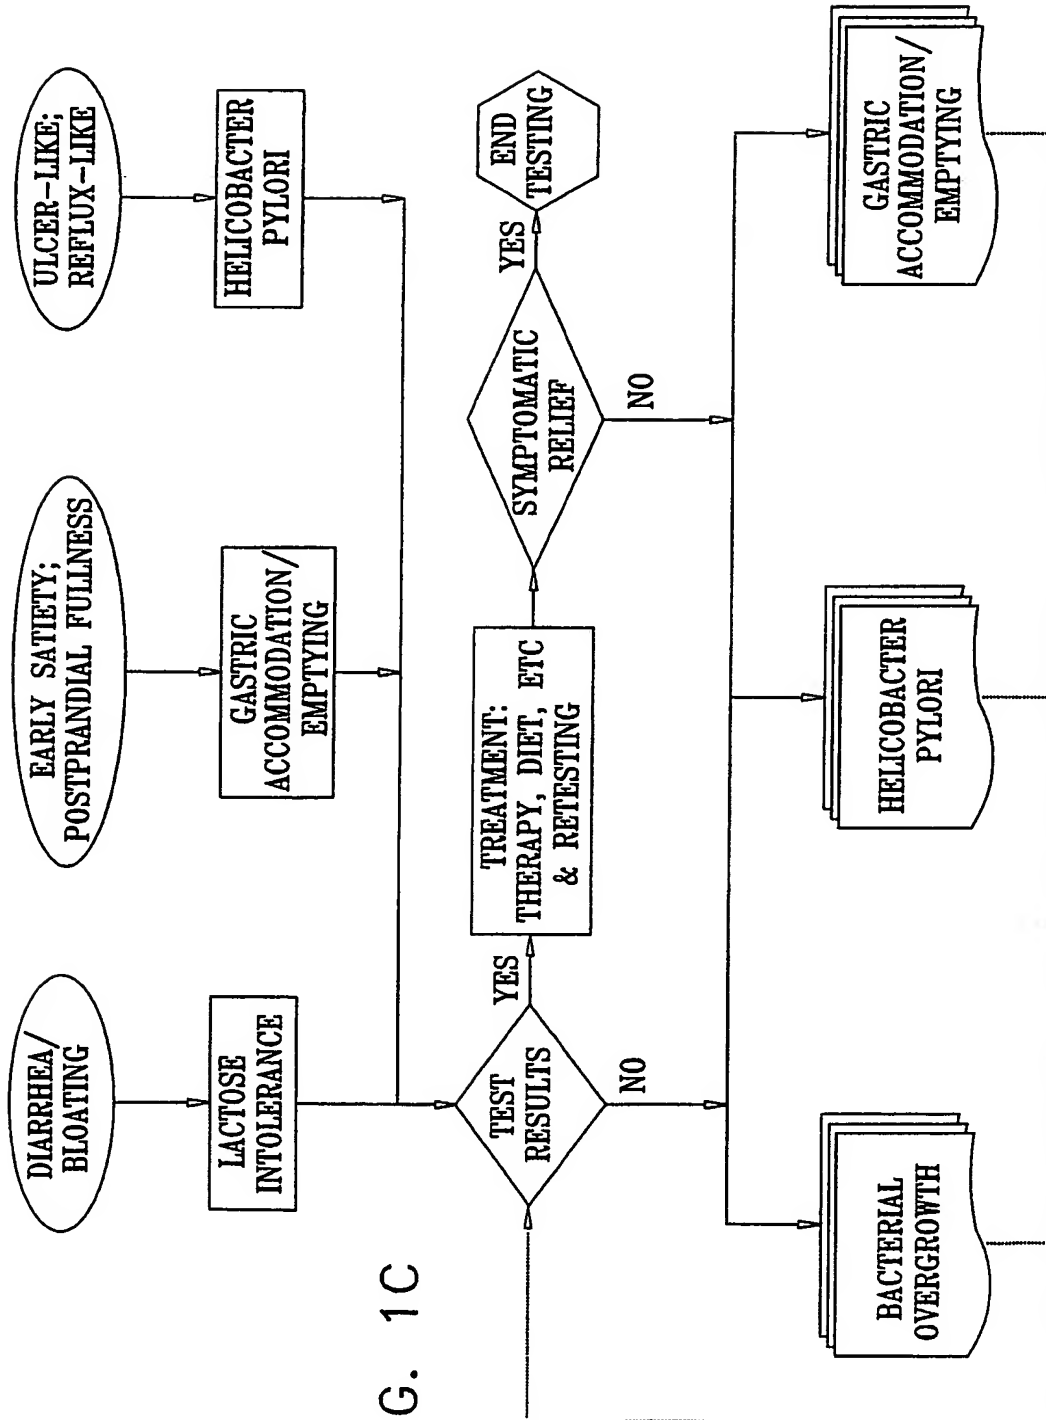 DIARRHEA/
BLOATING
EARLY SATIETY;
POSTPRANDIAL FULLNESS
ULCER-LIKE;
REFLUX-LIKE
LACTOSE
INTOLERANCE
GASTRIC
ACCOMMODATION/
EMPTYING
HELICOBACTER
PYLORI
G. 1C
TEST
RESULTS
YES
NO
TREATMENT:
THERAPY, DIET, ETC
& RETESTING
SYMPTOMATIC
RELIEF
YES
NO
END
TESTING
BACTERIAL
OVERGROWTH
HELICOBACTER
PYLORI
GASTRIC
ACCOMMODATION/
EMPTYING